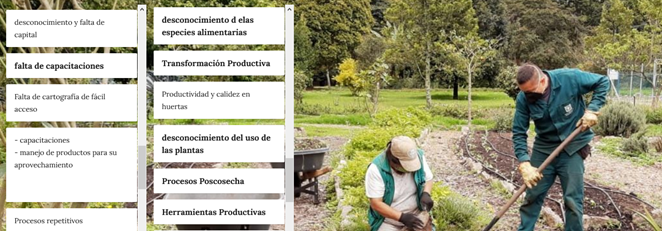 desconocimiento y falta de
capital
falta de capacitaciones
Falta de cartografía de fácil
acceso
- capacitaciones
- manejo de productos para su
aprovechamiento
Procesos repetitivos
desconocimiento d elas
especies alimentarias
Transformación Productiva
Productividad y calidez en
huertas
desconocimiento del uso de
las plantas
Procesos Poscosecha
Herramientas Productivas